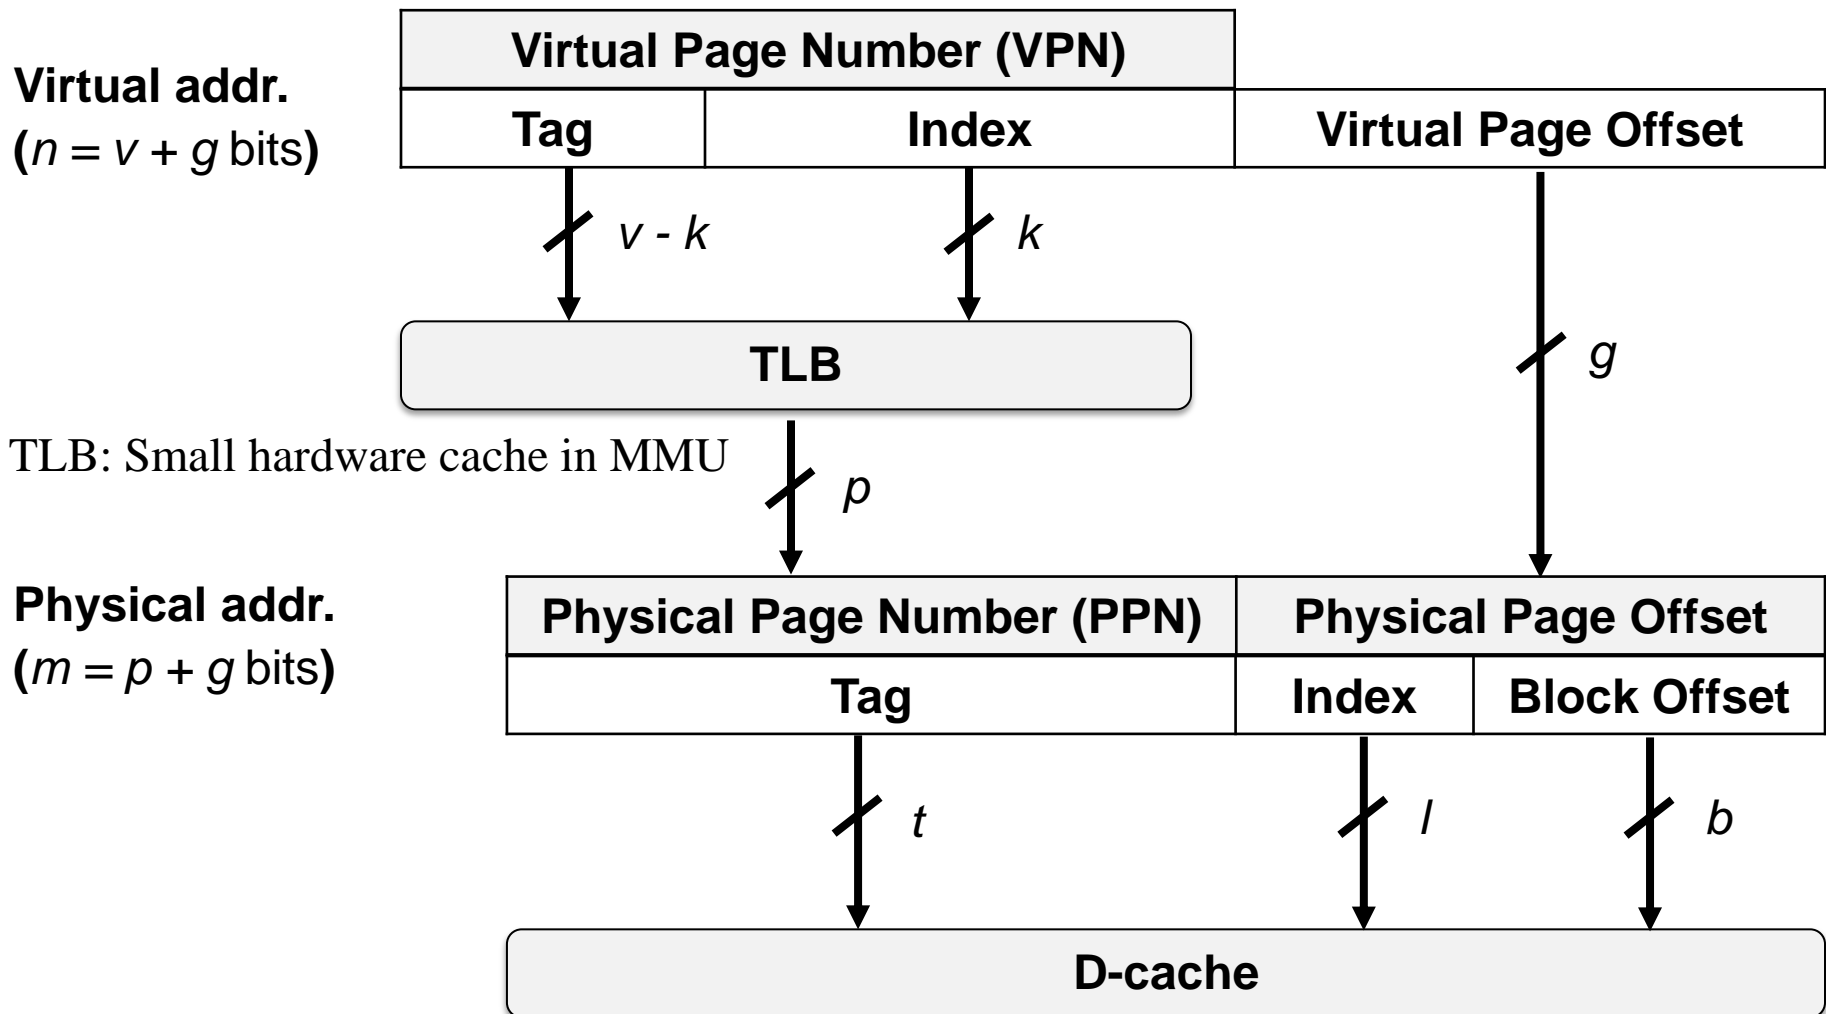 Virtual Page Number (VPN)
Virtual addr.
(n = v + g bits)
Tag
Index
Virtual Page Offset
v - k
k
TLB
g
TLB: Small hardware cache in MMU
p
Physical addr.
(m = p + g bits)
Physical Page Number (PPN)
Physical Page Offset
Tag
Index
Block Offset
t
l
b
D-cache